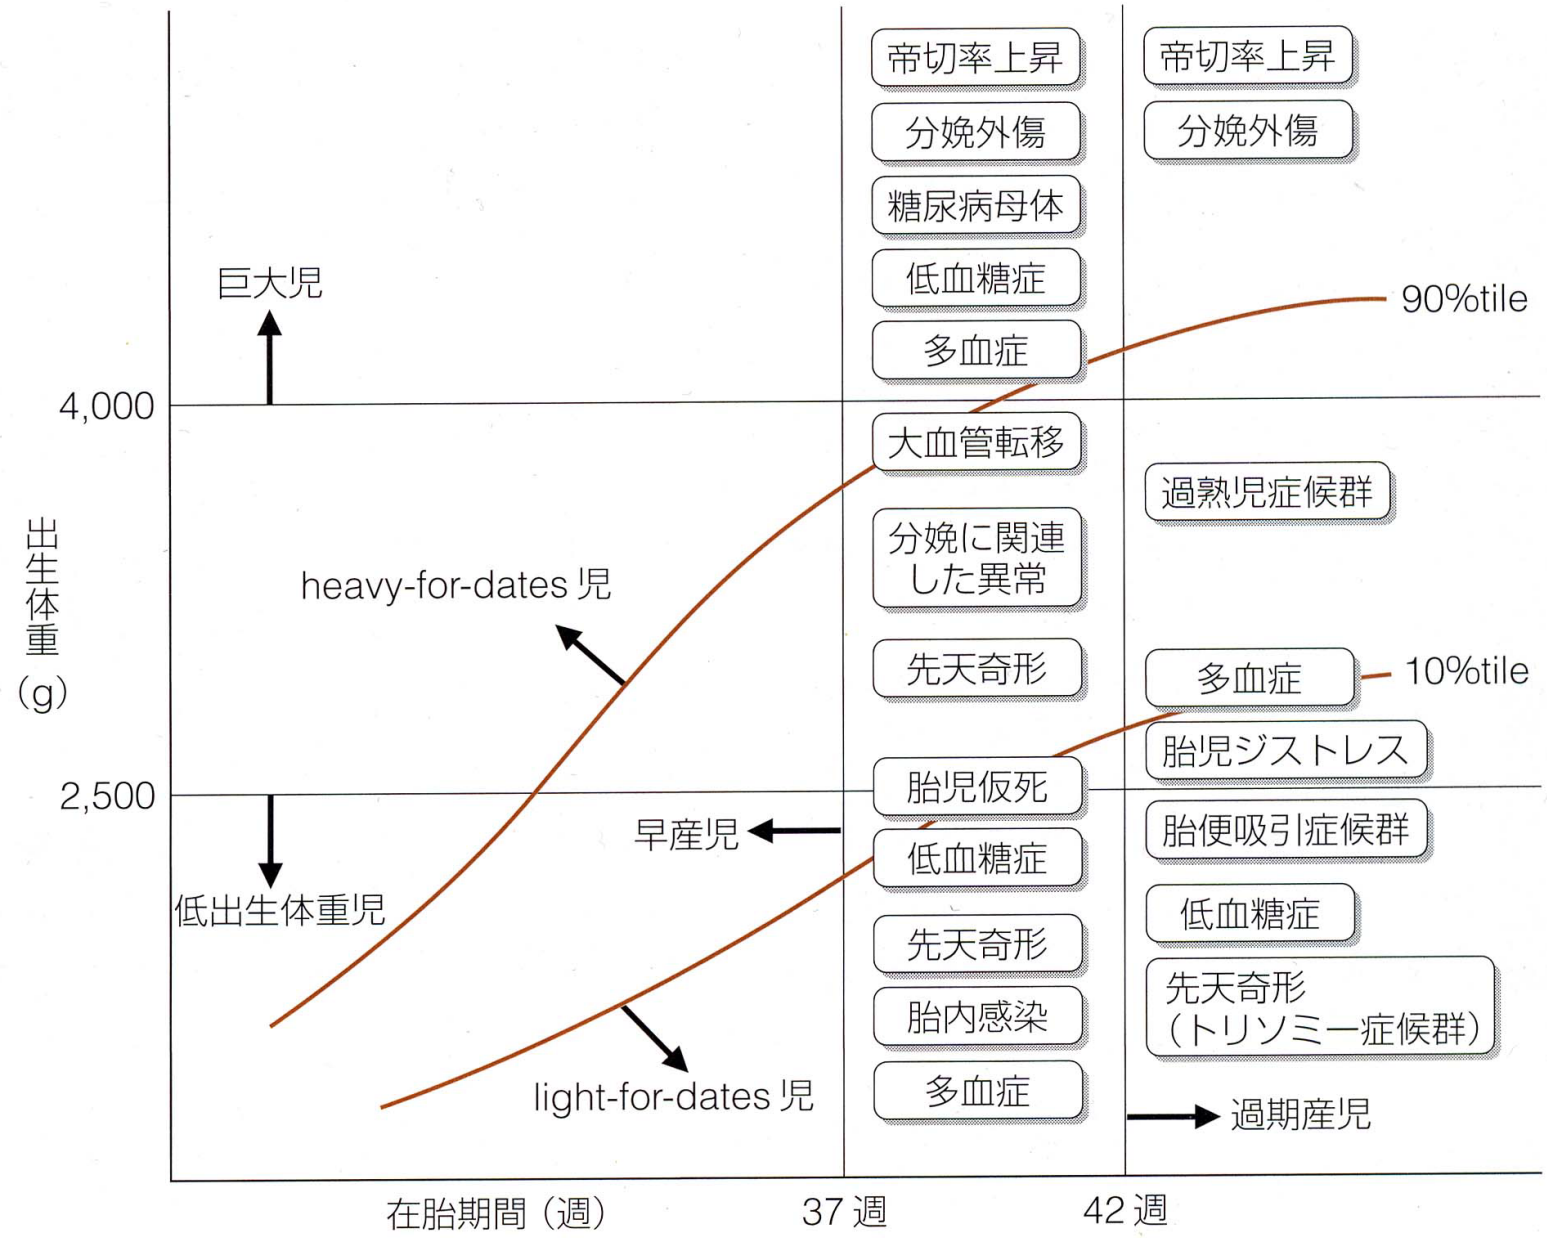 帝切率上昇
帝切率上昇
分娩外傷
分娩外傷
糖尿病母体
低血糖症
巨大児
90%tile
多血症
4,000
大血管転移
過熟児症候群
分娩に関連
した異常
出生体重
(g)
heavy-for-dates 児
先天奇形
多血症
10%tile
胎児ジストレス
2,500
胎児仮死
早産児
胎便吸引症候群
低血糖症
低出生体重児
低血糖症
先天奇形
先天奇形
(トリソミー症候群)
胎内感染
light-for-dates 児
多血症
過期産児
在胎期間 (週)
37 週
42 週